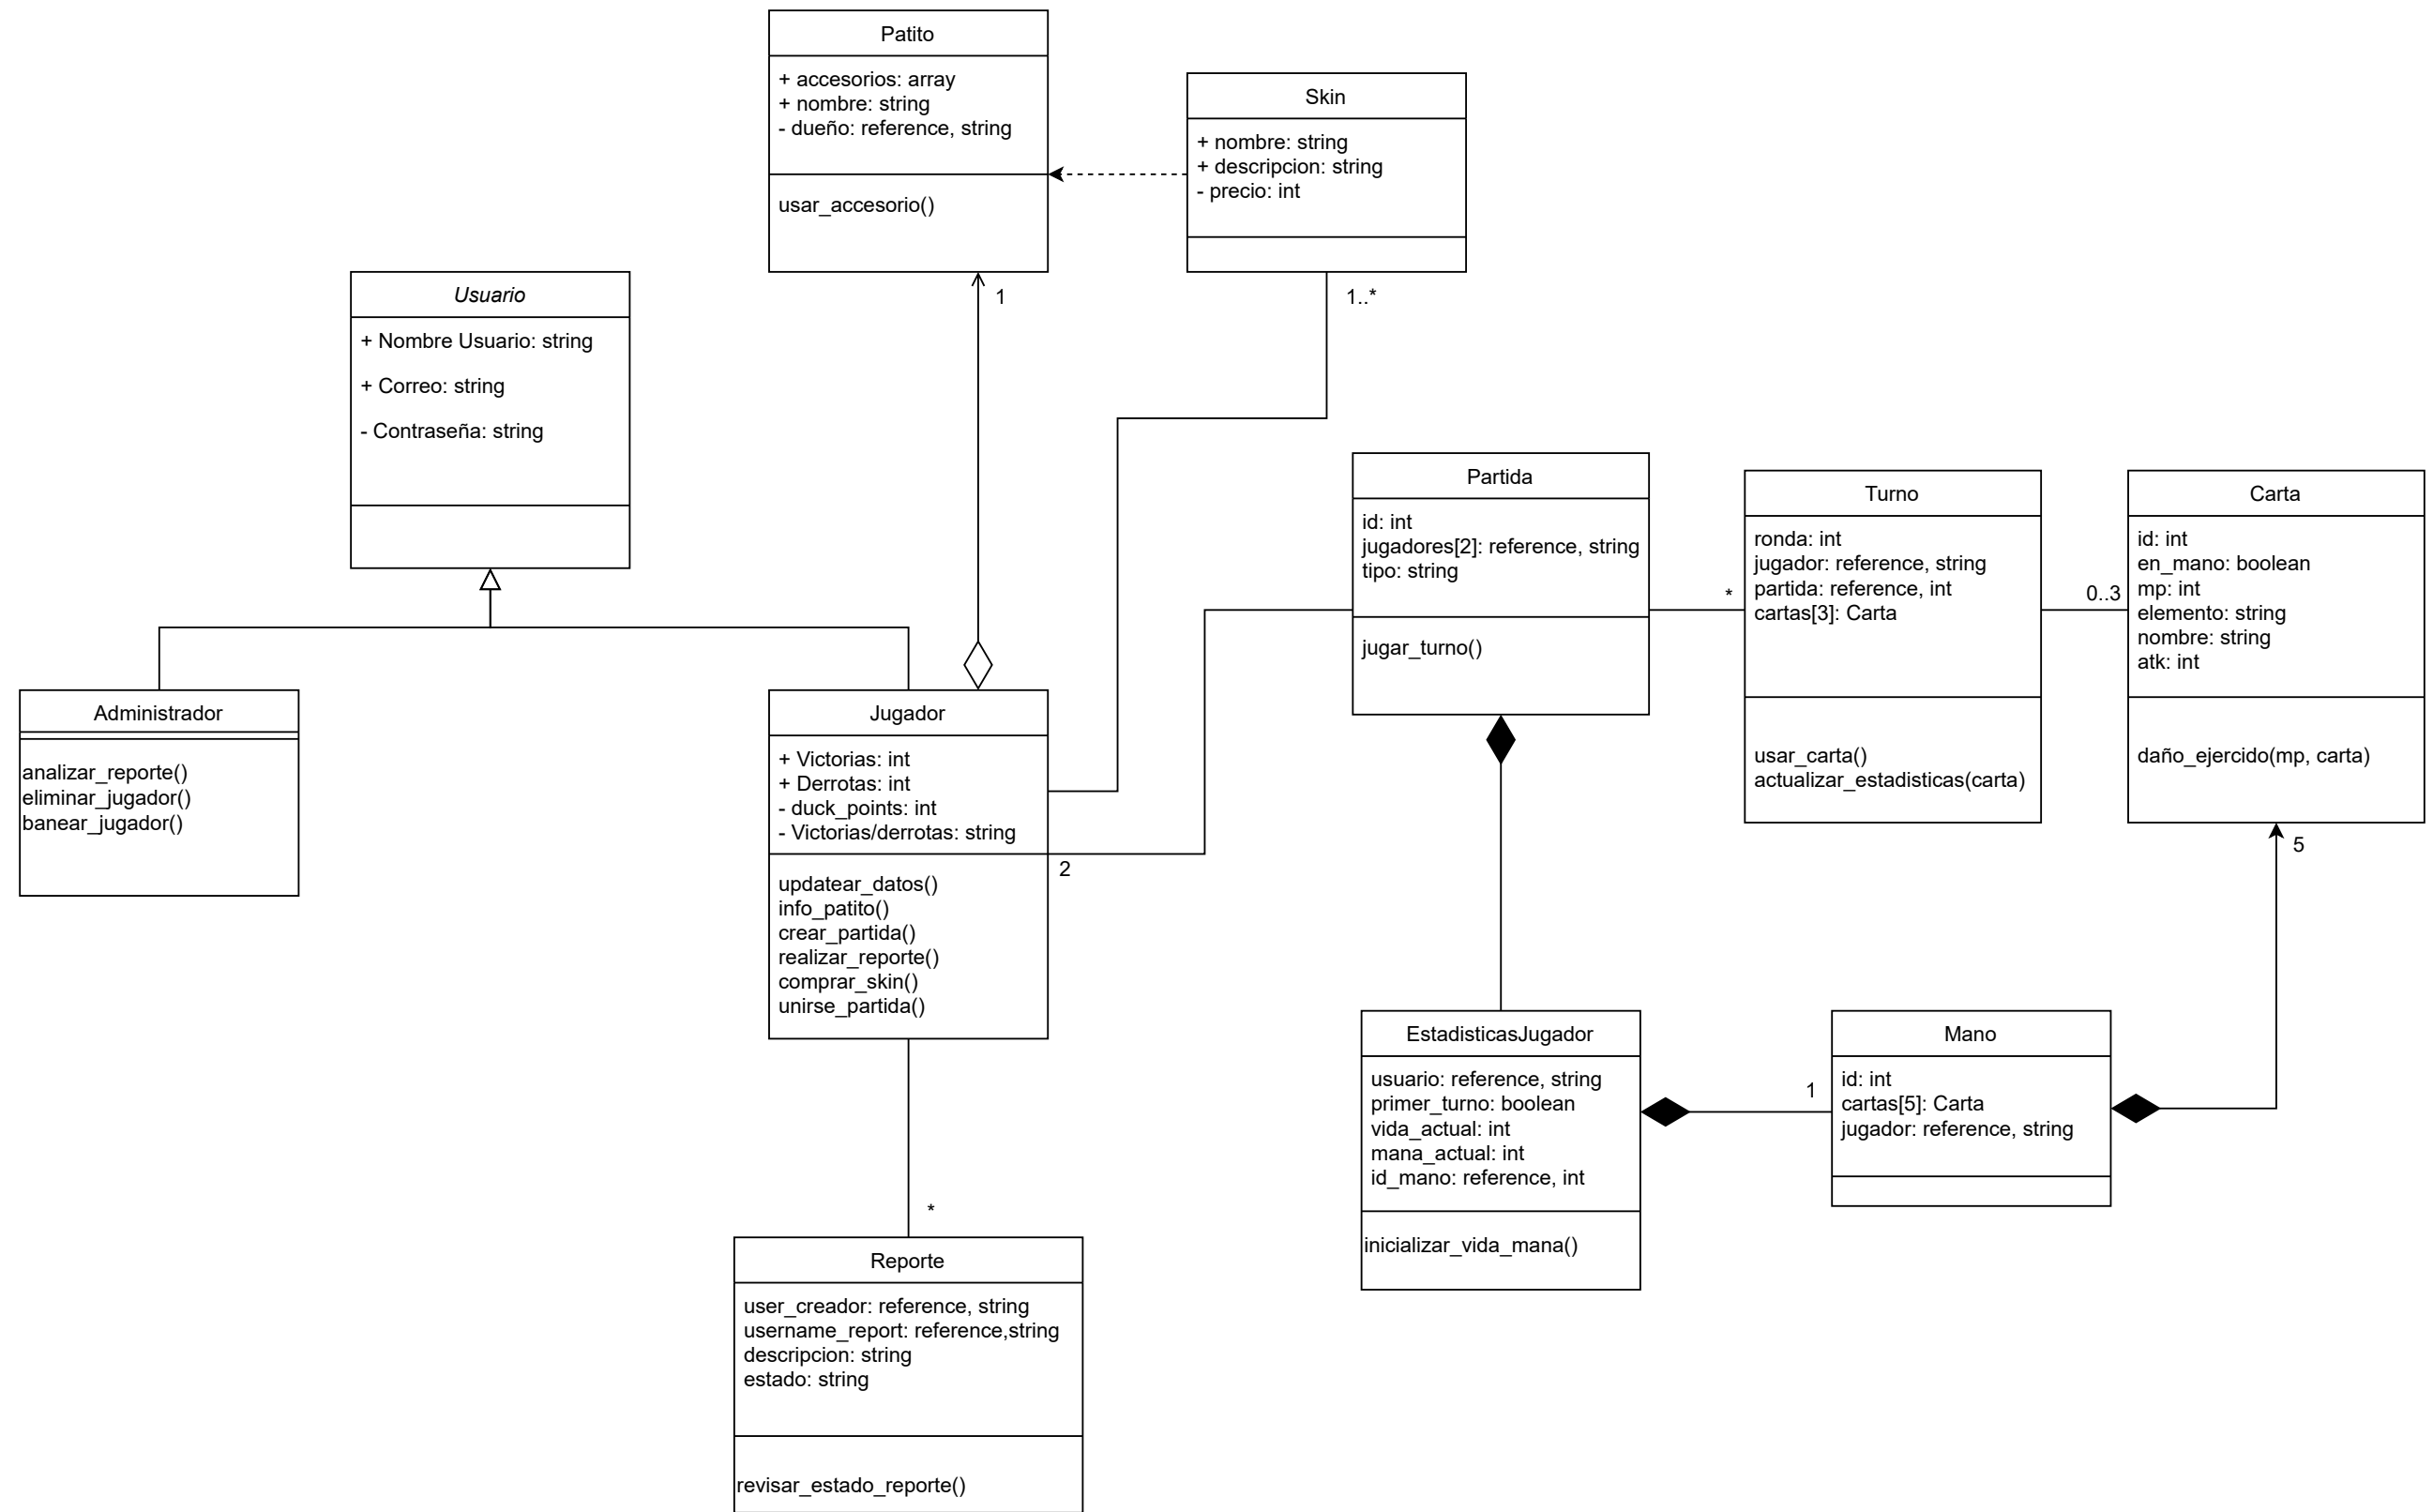 Patito
+ accesorios: array
+ nombre: string
- dueño: reference, string
usar_accesorio()
1
Skin
+ nombre: string
+ descripcion: string
- precio: int
1..*
Usuario
+ Nombre Usuario: string
+ Correo: string
- Contraseña: string
Administrador
analizar_reporte()
eliminar_jugador()
banear_jugador()
Jugador
+ Victorias: int
+ Derrotas: int
- duck_points: int
- Victorias/derrotas: string
updatear_datos()
info_patito()
crear_partida()
realizar_reporte()
comprar_skin()
unirse_partida()
2
*
Reporte
user_creador: reference, string
username_report: reference,string
descripcion: string
estado: string
revisar_estado_reporte()
Partida
id: int
jugadores[2]: reference, string
tipo: string
jugar_turno()
*
Turno
ronda: int
jugador: reference, string
partida: reference, int
cartas[3]: Carta
usar_carta()
actualizar_estadisticas(carta)
0..3
Carta
id: int
en_mano: boolean
mp: int
elemento: string
nombre: string
atk: int
daño_ejercido(mp, carta)
5
EstadisticasJugador
usuario: reference, string
primer_turno: boolean
vida_actual: int
mana_actual: int
id_mano: reference, int
inicializar_vida_mana()
1
Mano
id: int
cartas[5]: Carta
jugador: reference, string